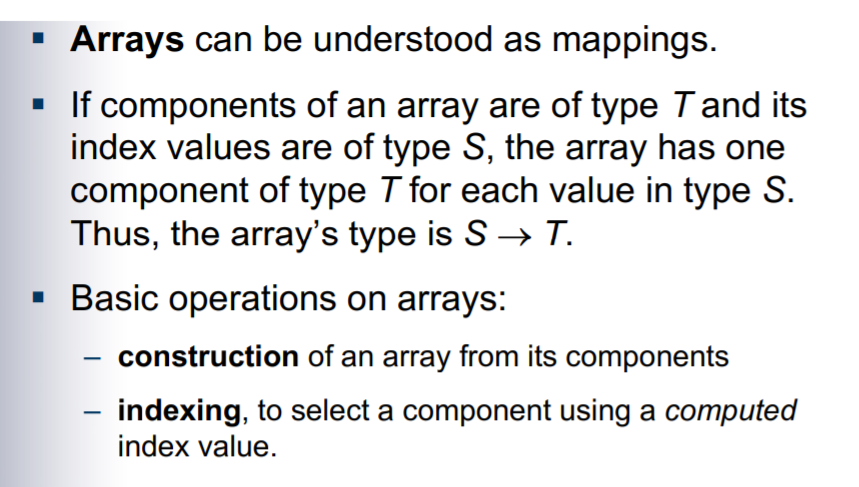 ▪ Arrays can be understood as mappings.
▪ If components of an array are of type T and its
index values are of type S, the array has one
component of type T for each value in type S.
Thus, the array’s type is S → T.
▪ Basic operations on arrays:
– construction of an array from its components
– indexing, to select a component using a computed
index value.